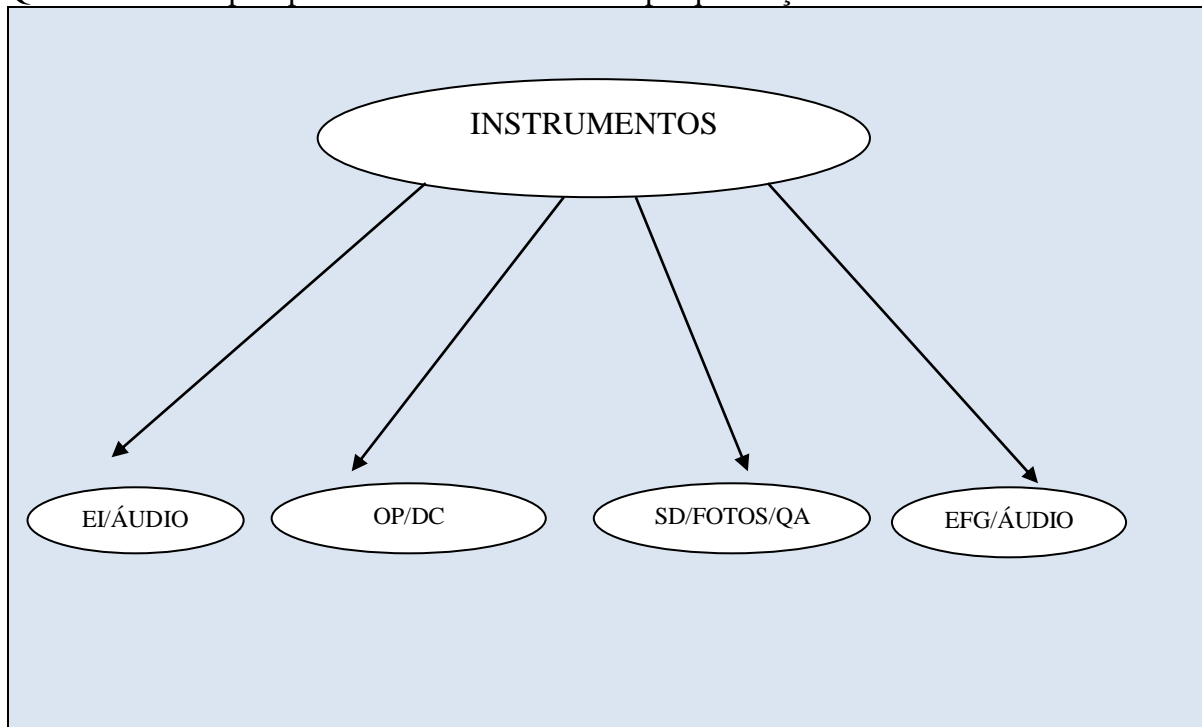 INSTRUMENTOS
EI/ÁUDIO
OP/DC
SD/FOTOS/QA
EFG/ÁUDIO